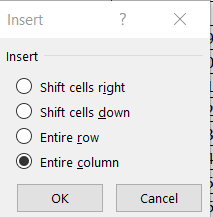 Insert ?
Insert
Shift cells right
Shift cells down
Entire row
Entire column
OK Cancel